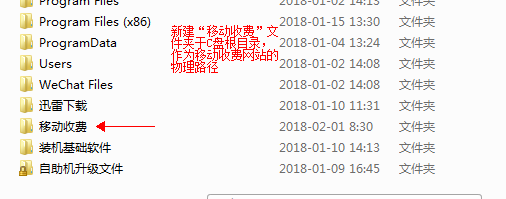 Program Files 2018-01-02 14:13 文件夹
Program Files (x86) 2018-01-15 13:30 文件夹
ProgramData 2018-01-04 13:24 文件夹
Users 2018-01-02 14:08 文件夹
WeChat Files 2018-01-02 14:08 文件夹
迅雷下载 2018-01-10 11:31 文件夹
移动收费 2018-02-01 8:30 文件夹
装机基础软件 2018-01-10 14:13 文件夹
自助机升级文件 2018-01-09 16:45 文件夹
新建“移动收费”文
件夹于C盘根目录，
作为移动收费网站的
物理路径